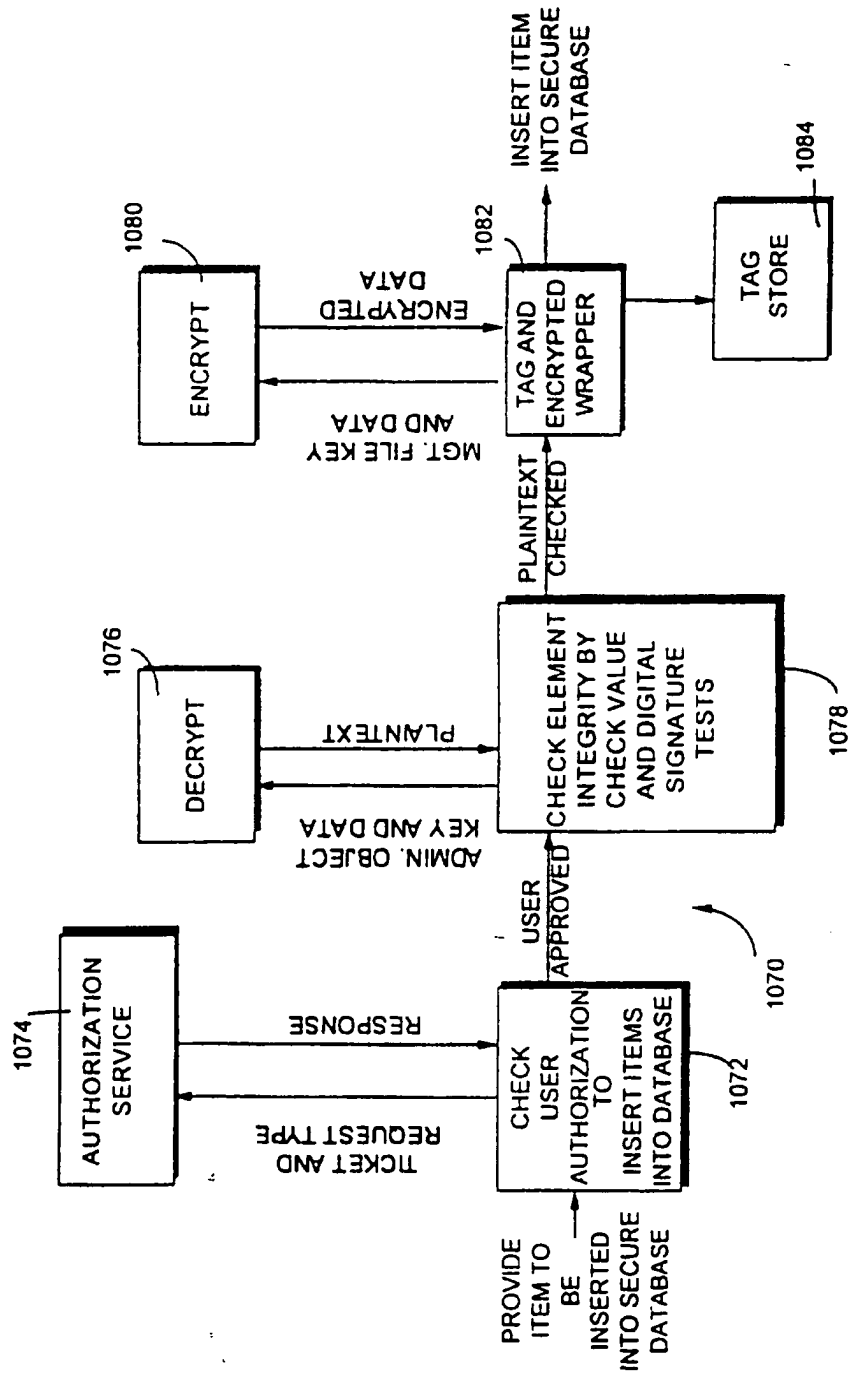 1074
AUTHORIZATION
SERVICE
TICKET AND
REQUEST TYPE
RESPONSE
PROVIDE
ITEM TO
BE
INSERTED
INTO SECURE
DATABASE
CHECK
USER
AUTHORIZATION
TO
INSERT ITEMS
INTO DATABASE
1072
USER
APPROVED
1070
1076
DECRYPT
ADMIN. OBJECT
KEY AND DATA
PLAINTEXT
CHECK ELEMENT
INTEGRITY BY
CHECK VALUE
AND DIGITAL
SIGNATURE
TESTS
1078
PLAINTEXT
CHECKED
1080
ENCRYPT
MGT. FILE KEY
AND DATA
ENCRYPTED
DATA
1082
TAG AND
ENCRYPTED
WRAPPER
INSERT ITEM
INTO SECURE
DATABASE
TAG
STORE
1084